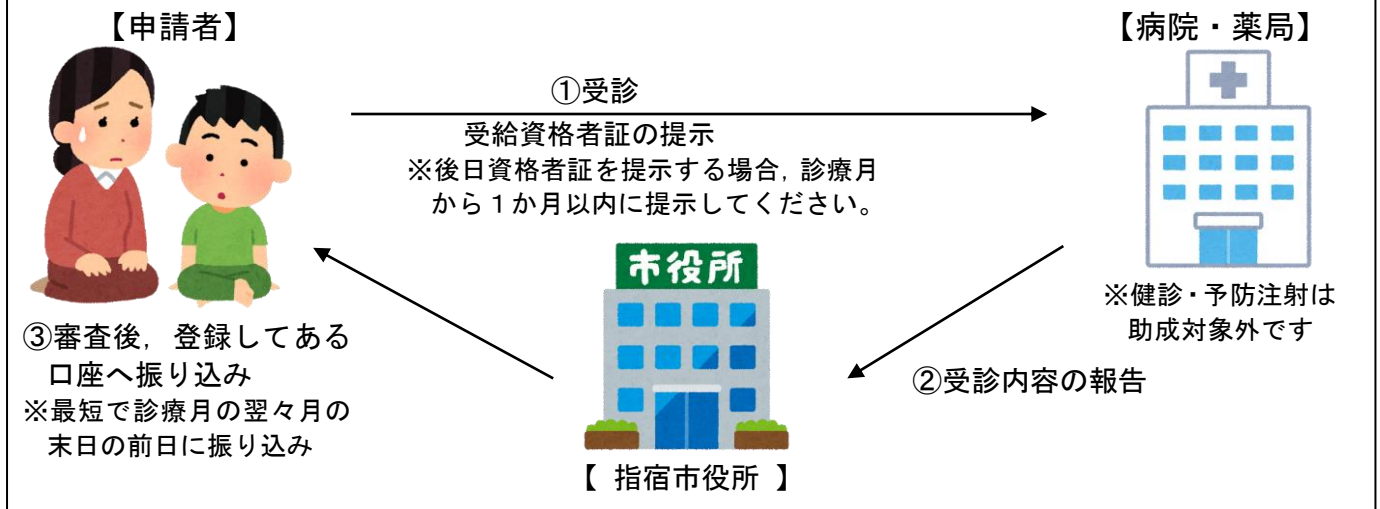 【申請者】
【病院・薬局】
①受診
受給資格者証の提示
※後日資格者証を提示する場合，診療月
から１か月以内に提示してください。
市役所
※健診・予防注射は
助成対象外です
③審査後，登録してある
口座へ振り込み
※最短で診療月の翌々月の
末日の前日に振り込み
②受診内容の報告
【 指宿市役所 】